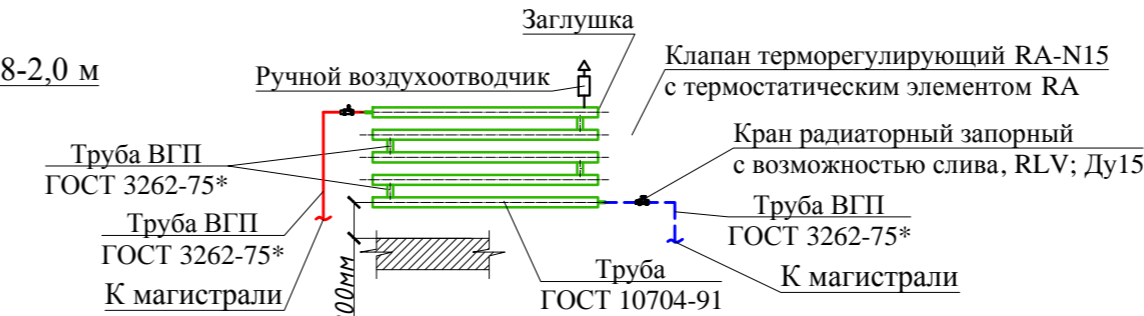 Заглушка
8-2,0 м
Ручной воздухоотводчик
Клапан терморегулирующий RA-N15
с термостатическим элементом RA
Кран радиаторный запорный
с возможностью слива, RLV; Ду15
Труба ВГП
ГОСТ 3262-75*
Труба ВГП
ГОСТ 3262-75*
Труба ВГП
ГОСТ 3262-75*
К магистрали
Труба
ГОСТ 10704-91
К магистрали
00мм